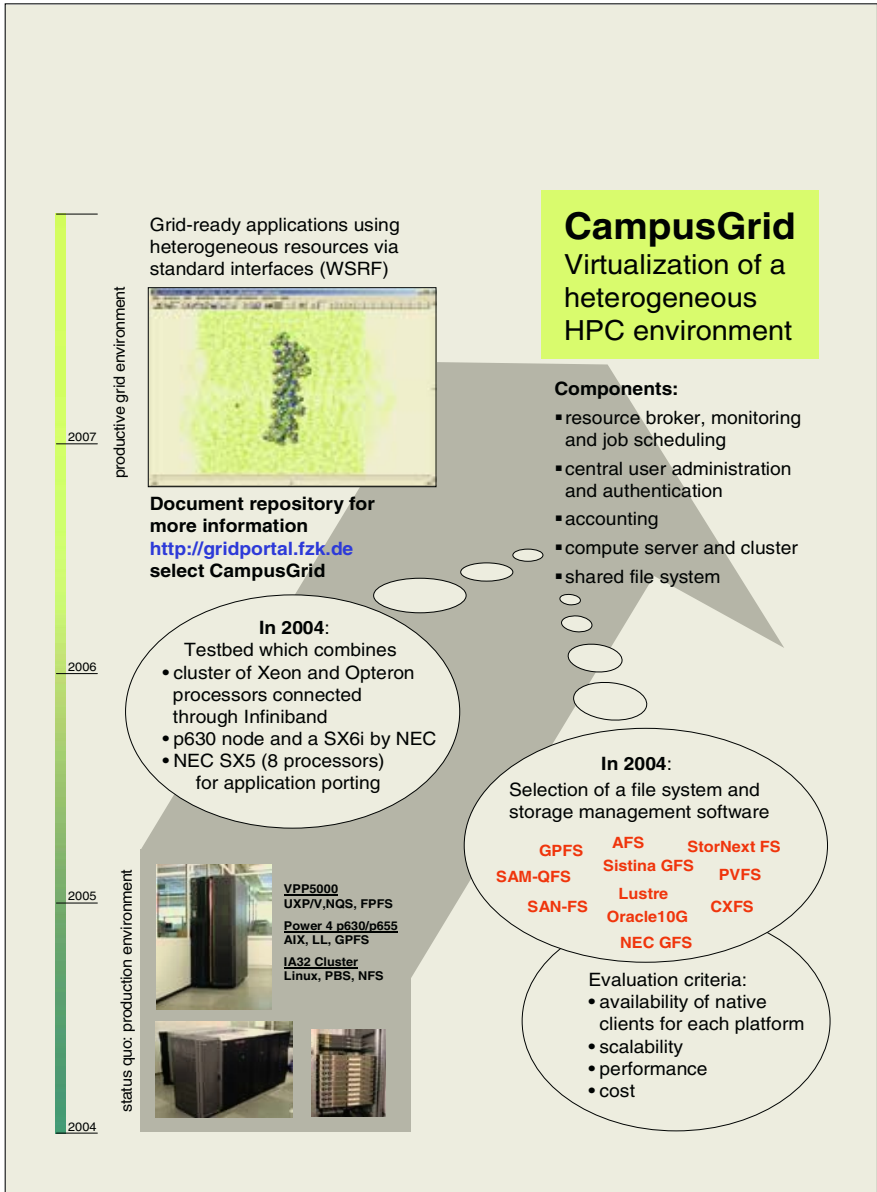 CampusGrid
Virtualization of a
heterogeneous
HPC environment
Grid-ready applications using
heterogeneous resources via
standard interfaces (WSRF)
Document repository for
more information
http://gridportal.fzk.de
select CampusGrid
Components:
▪ resource broker, monitoring
and job scheduling
▪ central user administration
and authentication
▪ accounting
▪ compute server and cluster
▪ shared file system
productive grid environment
2007
2006
2005
2004
status quo: production environment
In 2004:
Testbed which combines
• cluster of Xeon and Opteron
processors connected
through Infiniband
• p630 node and a SX6i by NEC
• NEC SX5 (8 processors)
for application porting
VPP5000
UXP/V,NQS, FPFS
Power 4 p630/p655
AIX, LL, GPFS
IA32 Cluster
Linux, PBS, NFS
In 2004:
Selection of a file system and
storage management software
GPFS
AFS
StorNext FS
SAM-QFS
Sistina GFS
PVFS
SAN-FS
Lustre
Oracle10G
CXFS
NEC GFS
Evaluation criteria:
• availability of native
clients for each platform
• scalability
• performance
• cost